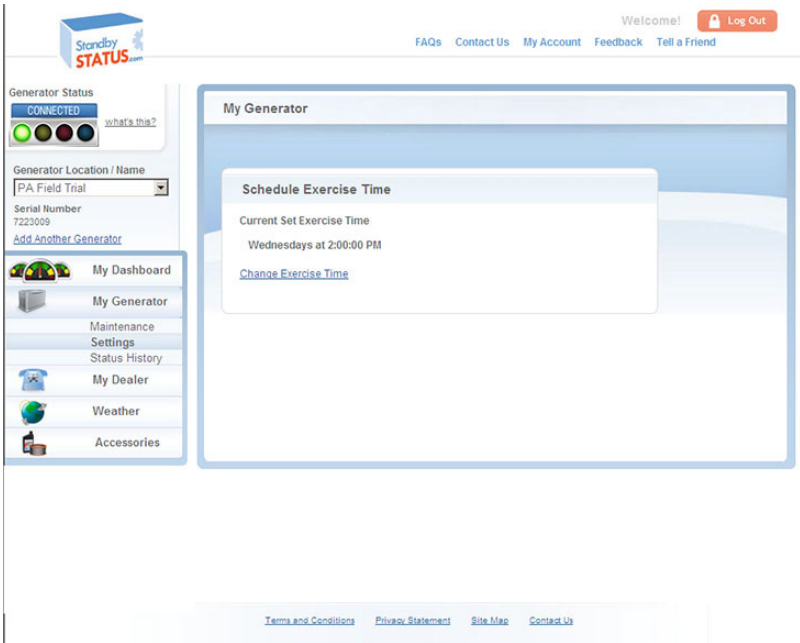 Standby
STATUS.com
Welcome!
Log Out
FAQs Contact Us My Account Feedback Tell a Friend
Generator Status
CONNECTED
what's this?
Generator Location / Name
PA Field Trial
Serial Number
7223009
Add Another Generator
My Dashboard
My Generator
Maintenance
Settings
Status History
My Dealer
Weather
Accessories
My Generator
Schedule Exercise Time
Current Set Exercise Time
Wednesdays at 2:00:00 PM
Change Exercise Time
Terms and Conditions Privacy Statement Site Map Contact Us